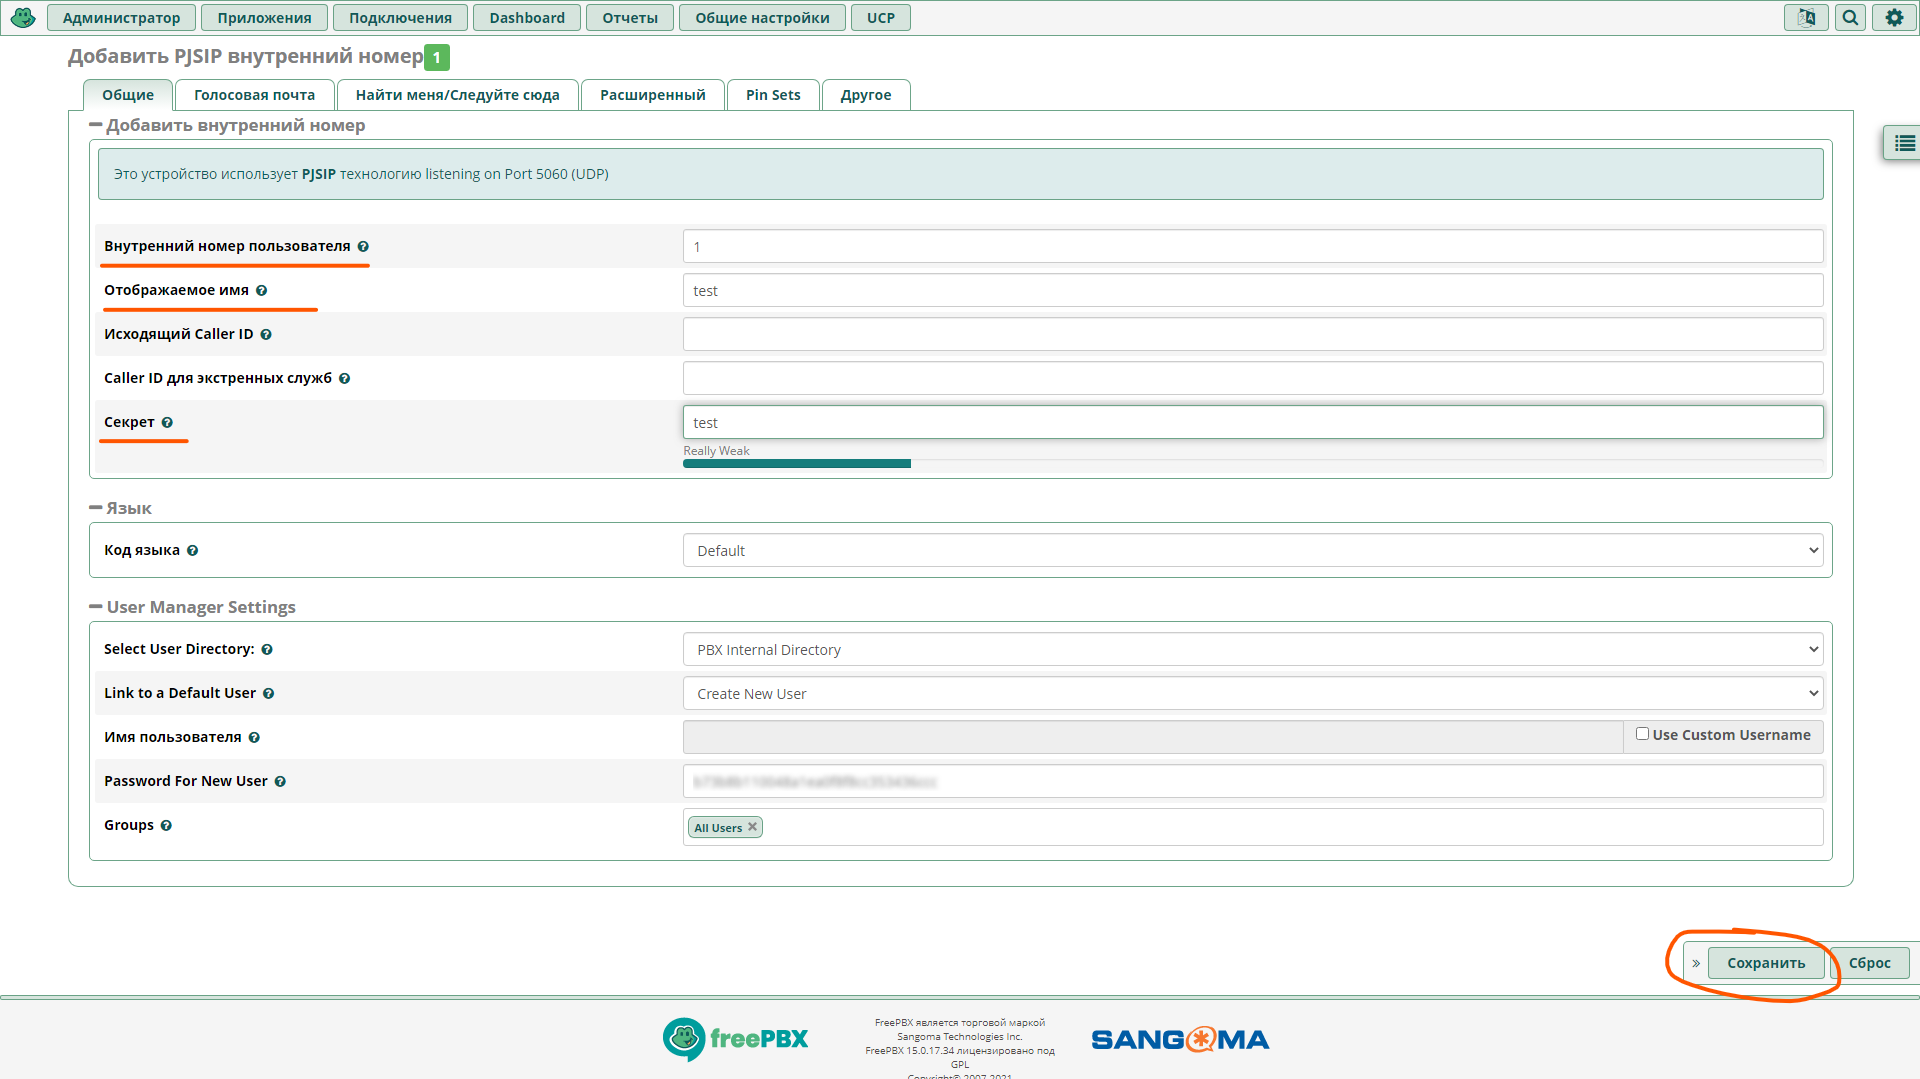 Администратор Приложения Подключения Dashboard Отчеты Общие настройки UCP
Добавить PJSIP внутренний номер 1
Общие Голосовая почта Найти меня/Следуйте сюда Расширенный Pin Sets Другое
Добавить внутренний номер
Это устройство использует PJSIP технологию listening on Port 5060 (UDP)
Внутренний номер пользователя 1
Отображаемое имя test
Исходящий Caller ID
Caller ID для экстренных служб
Секрет test
Really Weak
Язык
Код языка Default
User Manager Settings
Select User Directory: PBX Internal Directory
Link to a Default User Create New User
Имя пользователя Use Custom Username
Password For New User
Groups All Users
» Сохранить Сброс
freePBX
FreePBX является торговой маркой
Sangoma Technologies Inc.
FreePBX 15.0.17.34 лицензировано под
GPL
Copyright© 2007-2021
SANGOMA